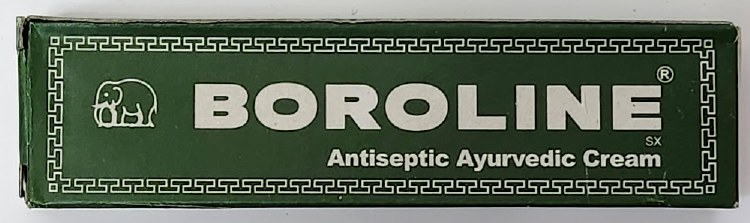 BOROLINE®
SX
Antiseptic Ayurvedic Cream